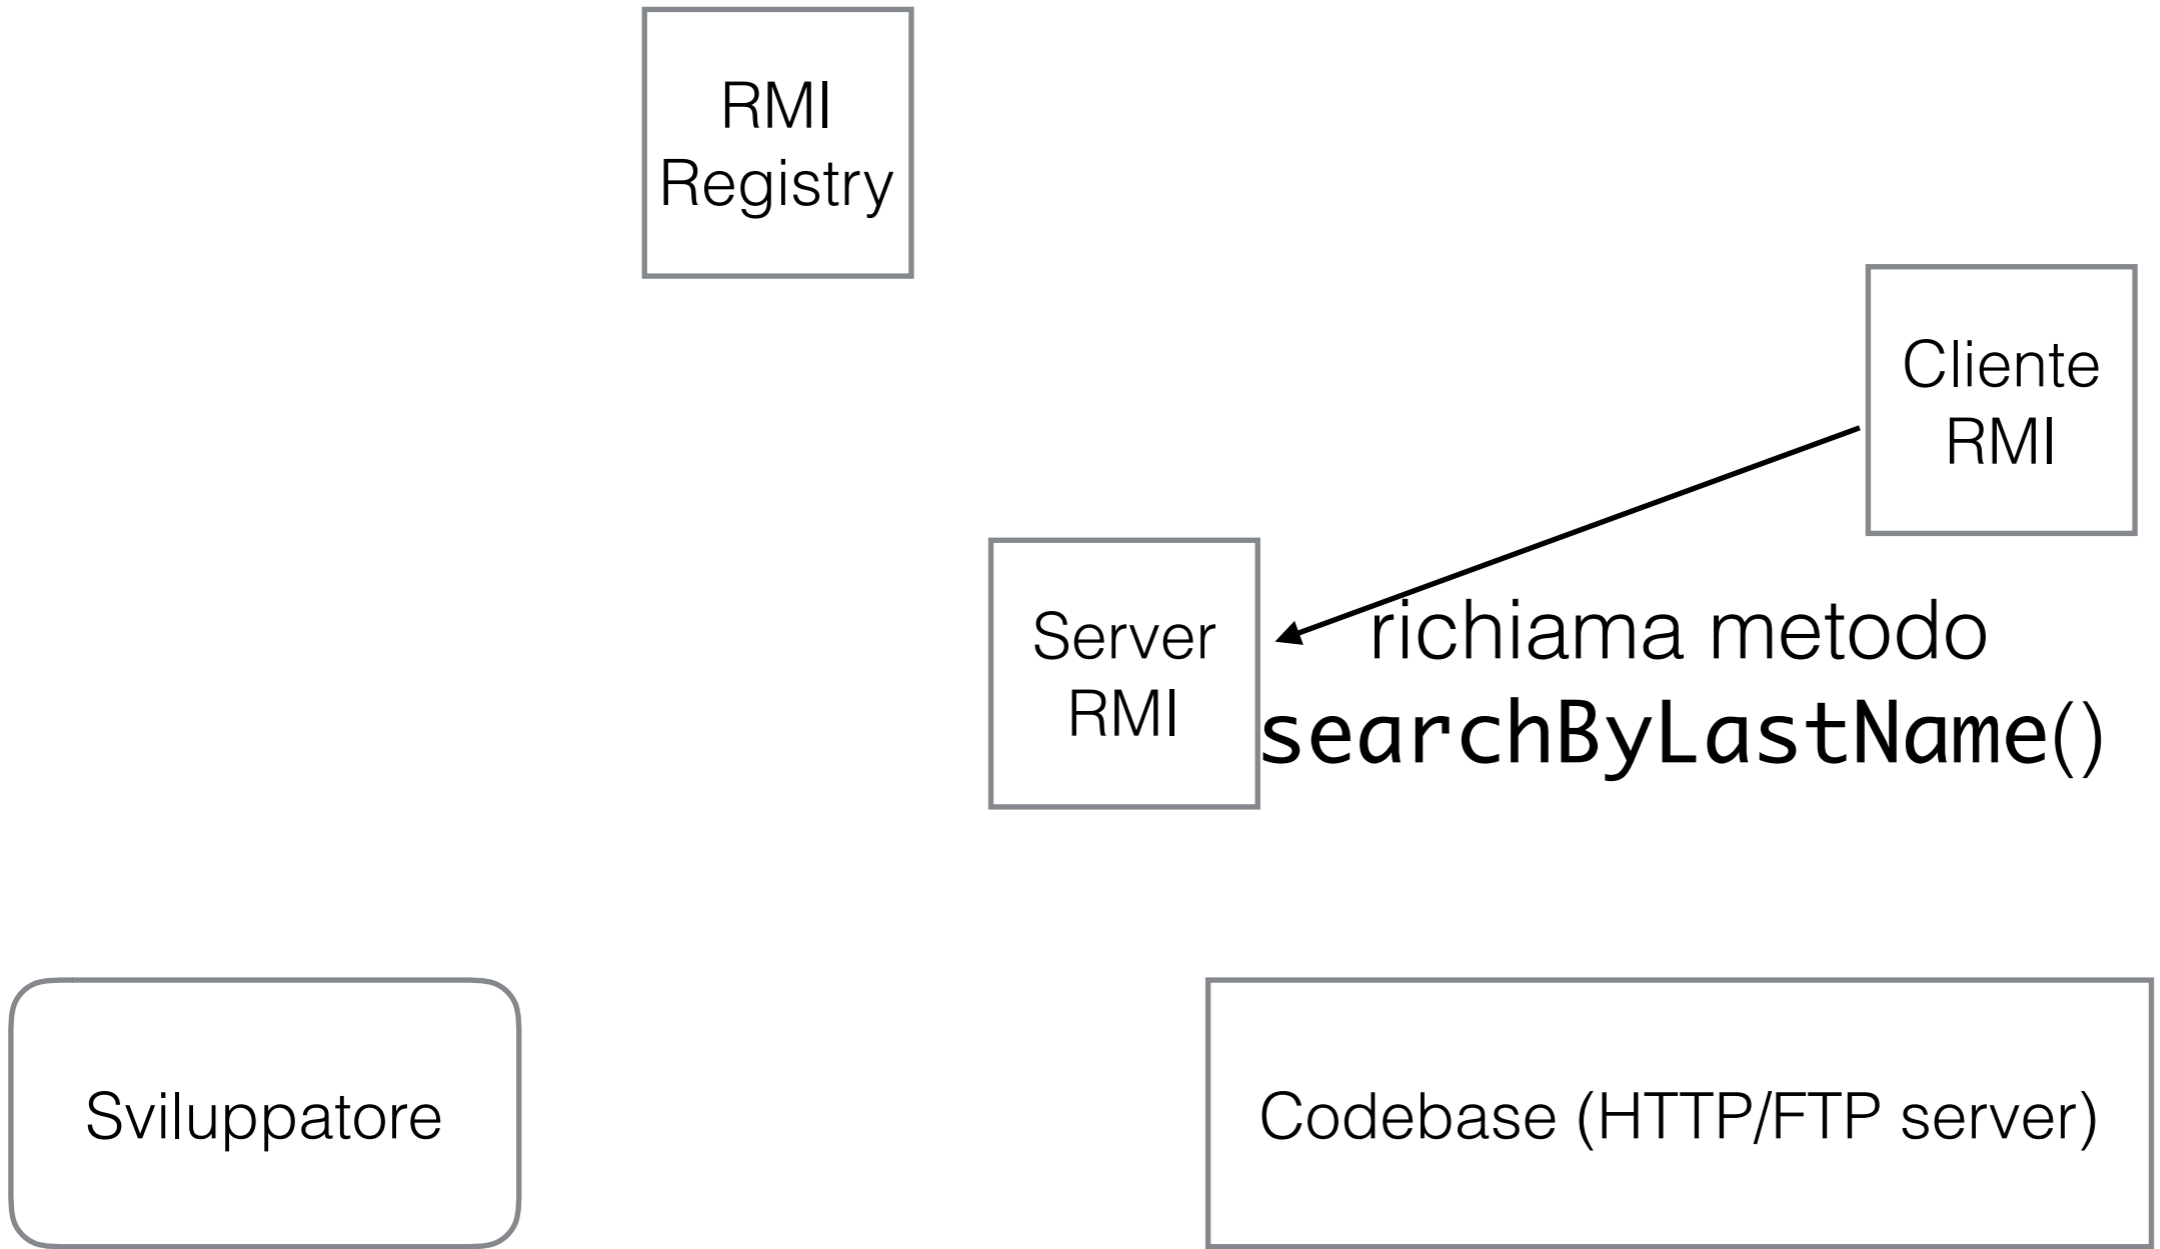 RMI
Registry
Cliente
RMI
Server
RMI
richiama metodo
searchByLastName()
Sviluppatore
Codebase (HTTP/FTP server)